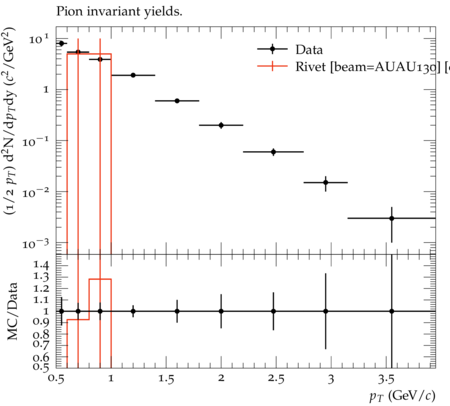 Pion invariant yields.
(1/2 p_T) d²N/dp_Tdy (c²/GeV²)
10¹
1
10⁻¹
10⁻²
10⁻³
Data
Rivet [beam=AUAU130] [
MC/Data
1.4
1.3
1.2
1.1
1
0.9
0.8
0.7
0.6
0.5
0.5 1 1.5 2 2.5 3 3.5
p_T (GeV/c)